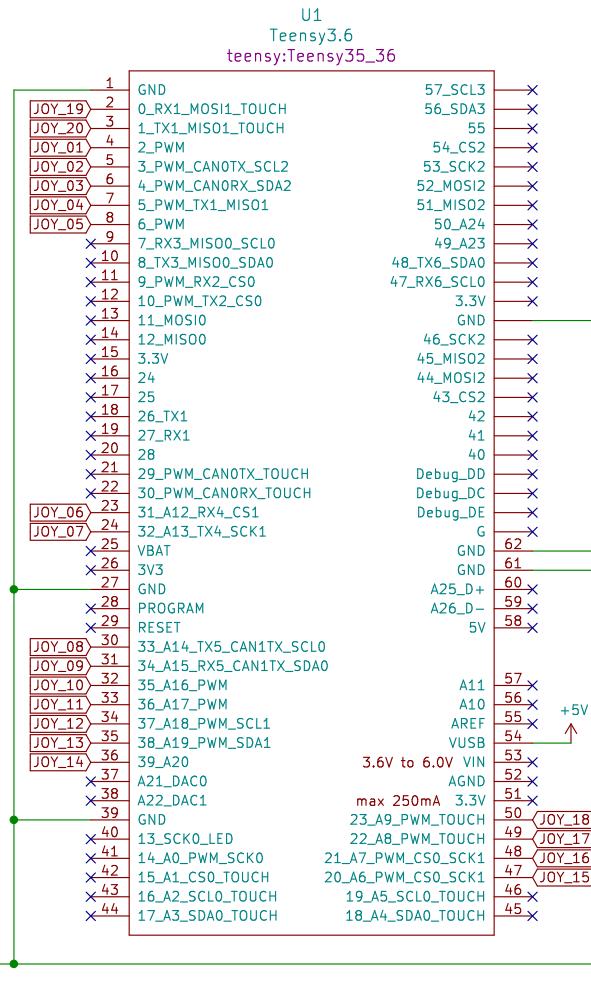 U1
Teensy3.6
teensy:Teensy35_36
1 GND 57_SCL3
JOY_19 2 0_RX1_MOSI1_TOUCH 56_SDA3
JOY_20 3 1_TX1_MISO1_TOUCH 55
JOY_01 4 2_PWM 54_CS2
JOY_02 5 3_PWM_CAN0TX_SCL2 53_SCK2
JOY_03 6 4_PWM_CAN0RX_SDA2 52_MOSI2
JOY_04 7 5_PWM_TX1_MISO1 51_MISO2
JOY_05 8 6_PWM 50_A24
9 7_RX3_MISO0_SCL0 49_A23
10 8_TX3_MISO0_SDA0 48_TX6_SDA0
11 9_PWM_RX2_CS0 47_RX6_SCL0
12 10_PWM_TX2_CS0 3.3V
13 11_MOSI0 GND
14 12_MISO0 46_SCK2
15 3.3V 45_MISO2
16 24 44_MOSI2
17 25 43_CS2
18 26_TX1 42
19 27_RX1 41
20 28 40
21 29_PWM_CAN0TX_TOUCH Debug_DD
22 30_PWM_CAN0RX_TOUCH Debug_DC
JOY_06 23 31_A12_RX4_CS1 Debug_DE
JOY_07 24 32_A13_TX4_SCK1 G
25 VBAT GND 62
26 3V3 GND 61
27 GND A25_D+ 60
28 PROGRAM A26_D- 59
29 RESET 5V 58
JOY_08 30 33_A14_TX5_CAN1TX_SCL0
JOY_09 31 34_A15_RX5_CAN1TX_SDA0
JOY_10 32 35_A16_PWM A11 57
JOY_11 33 36_A17_PWM A10 56
JOY_12 34 37_A18_PWM_SCL1 AREF 55 +5V
JOY_13 35 38_A19_PWM_SDA1 VUSB 54
JOY_14 36 39_A20 3.6V to 6.0V VIN 53
37 A21_DAC0 AGND 52
38 A22_DAC1 max 250mA 3.3V 51
39 GND 23_A9_PWM_TOUCH 50 JOY_18
40 13_SCK0_LED 22_A8_PWM_TOUCH 49 JOY_17
41 14_A0_PWM_SCK0 21_A7_PWM_CS0_SCK1 48 JOY_16
42 15_A1_CS0_TOUCH 20_A6_PWM_CS0_SCK1 47 JOY_15
43 16_A2_SCL0_TOUCH 19_A5_SCL0_TOUCH 46
44 17_A3_SDA0_TOUCH 18_A4_SDA0_TOUCH 45